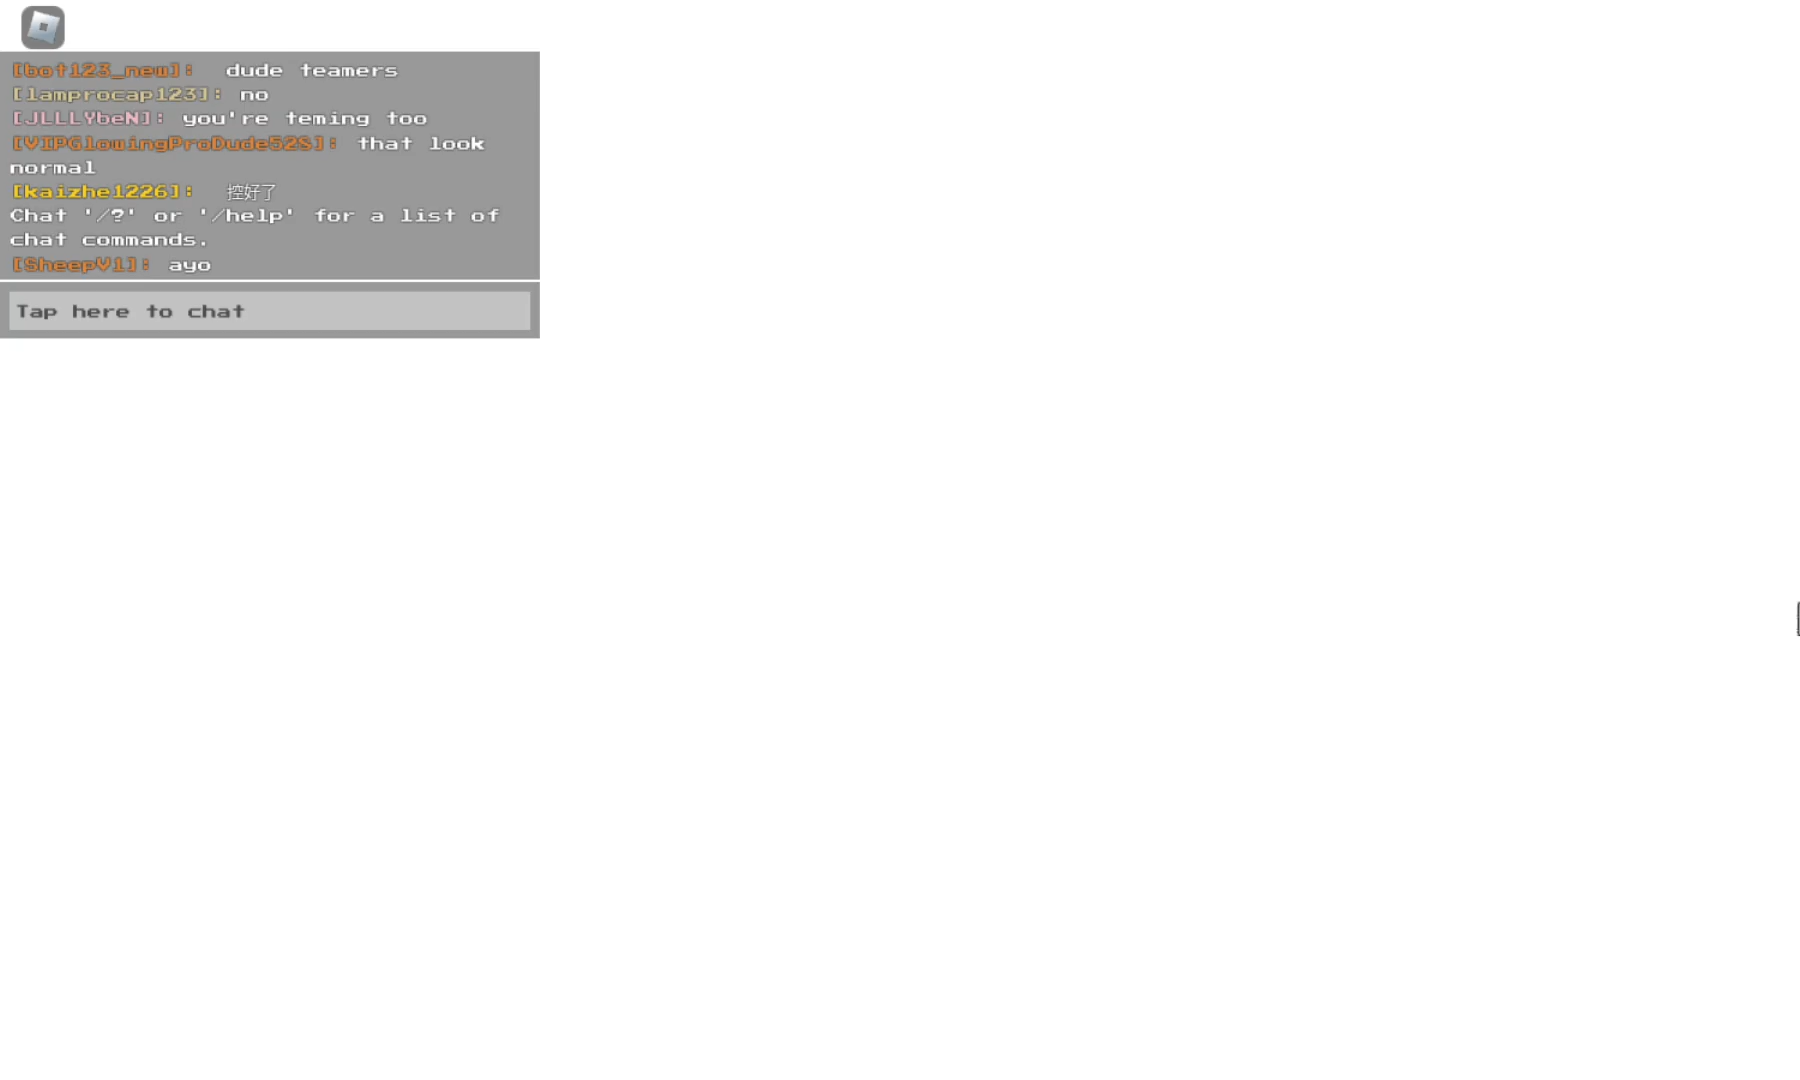 [bot123_new]: dude teamers
[lamprocap123]: no
[JLLLYbeN]: you're teming too
[VIPGlowingProDude528]: that look
normal
[kaizhe1226]: 控好了
Chat '/?' or '/help' for a list of
chat commands.
[SheepV1]: ayo
Tap here to chat